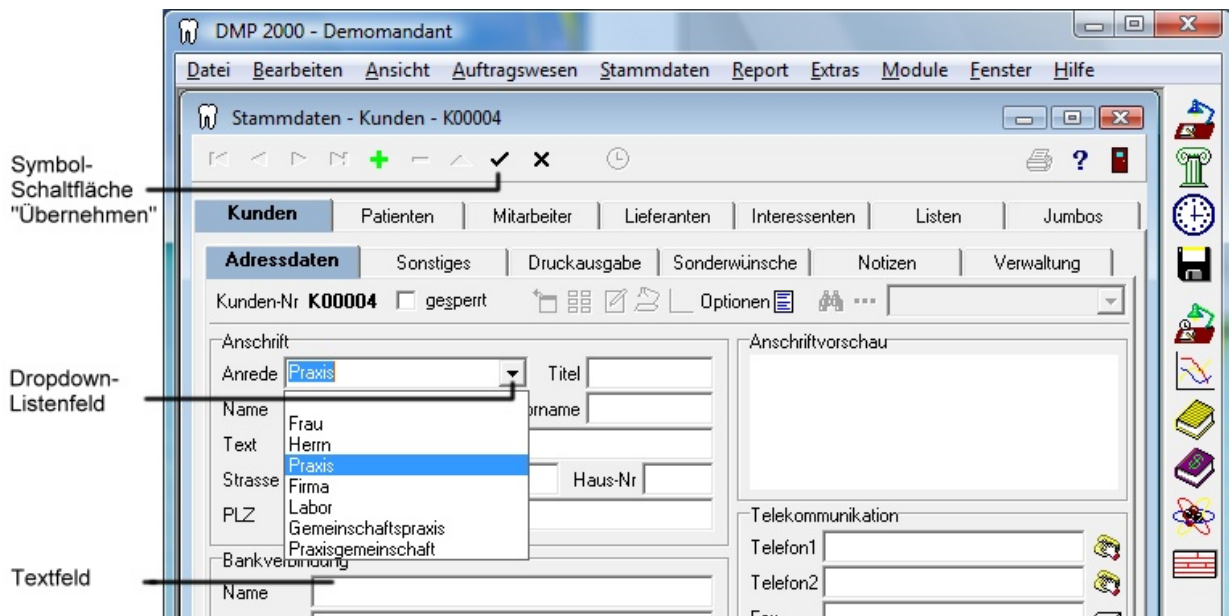 DMP 2000 - Demomandant
Datei Bearbeiten Ansicht Auftragswesen Stammdaten Report Extras Module Fenster Hilfe
Stammdaten - Kunden - K00004
Symbol-
Schaltfläche
"Übernehmen"
Kunden Patienten Mitarbeiter Lieferanten Interessenten Listen Jumbos
Adressdaten Sonstiges Druckausgabe Sonderwünsche Notizen Verwaltung
Kunden-Nr K00004 gesperrt Optionen
Anschrift
Anschriftvorschau
Anrede Praxis Titel
Dropdown-
Listenfeld
Name
Text
Strasse Haus-Nr
PLZ
Frau
Herrn
Praxis
Firma
Labor
Gemeinschaftspraxis
Praxisgemeinschaft
Telekommunikation
Telefon1
Telefon2
Bankverbindung
Textfeld
Name